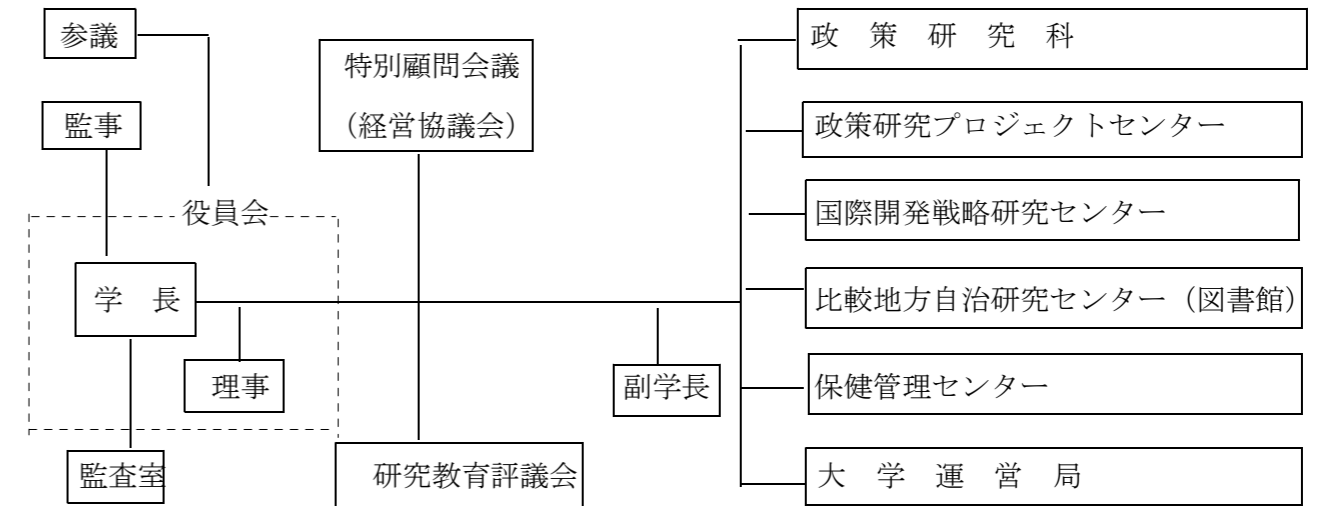 参議
監事
役員会
学　長
理事
監査室
特別顧問会議
（経営協議会）
研究教育評議会
副学長
政　策　研　究　科
政策研究プロジェクトセンター
国際開発戦略研究センター
比較地方自治研究センター（図書館）
保健管理センター
大　学　運　営　局